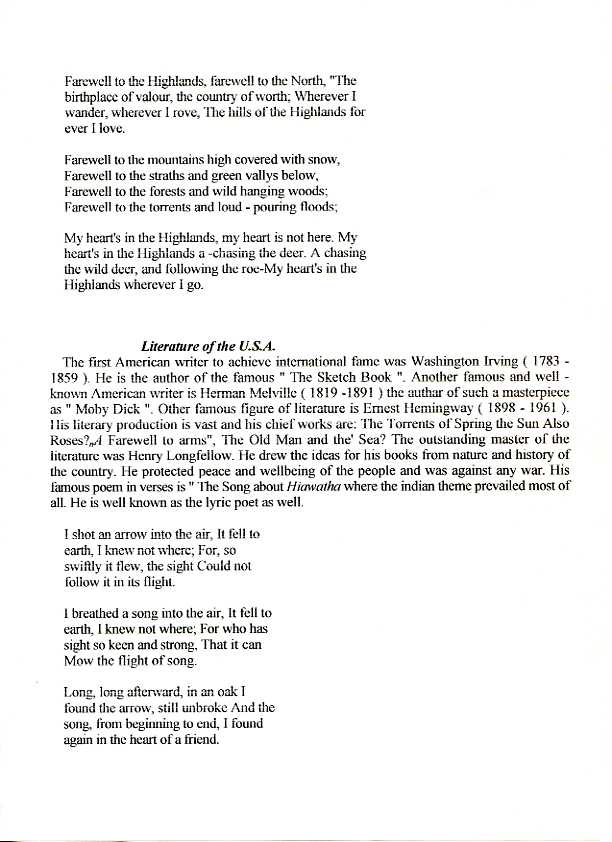 Farewell to the Highlands, farewell to the North, "The
birthplace of valour, the country of worth; Wherever I
wander, wherever I rove, The hills of the Highlands for
ever I love.
Farewell to the mountains high covered with snow,
Farewell to the straths and green vallys below,
Farewell to the forests and wild hanging woods;
Farewell to the torrents and loud - pouring floods;
My heart's in the Highlands, my heart is not here. My
heart's in the Highlands a -chasing the deer. A chasing
the wild deer, and following the roe-My heart's in the
Highlands wherever I go.
Literature of the U.S.A.
The first American writer to achieve international fame was Washington Irving ( 1783 -
1859 ). He is the author of the famous " The Sketch Book ". Another famous and well -
known American writer is Herman Melville ( 1819 -1891 ) the authar of such a masterpiece
as " Moby Dick ". Other famous figure of literature is Ernest Hemingway ( 1898 - 1961 ).
His literary production is vast and his chief works are: The Torrents of Spring the Sun Also
Roses?„A Farewell to arms", The Old Man and the' Sea? The outstanding master of the
literature was Henry Longfellow. He drew the ideas for his books from nature and history of
the country. He protected peace and wellbeing of the people and was against any war. His
famous poem in verses is " The Song about Hiawatha where the indian theme prevailed most of
all. He is well known as the lyric poet as well.
I shot an arrow into the air, It fell to
earth, I knew not where; For, so
swiftly it flew, the sight Could not
follow it in its flight.
I breathed a song into the air, It fell to
earth, I knew not where; For who has
sight so keen and strong, That it can
Mow the flight of song.
Long, long afterward, in an oak I
found the arrow, still unbroke And the
song, from beginning to end, I found
again in the heart of a friend.